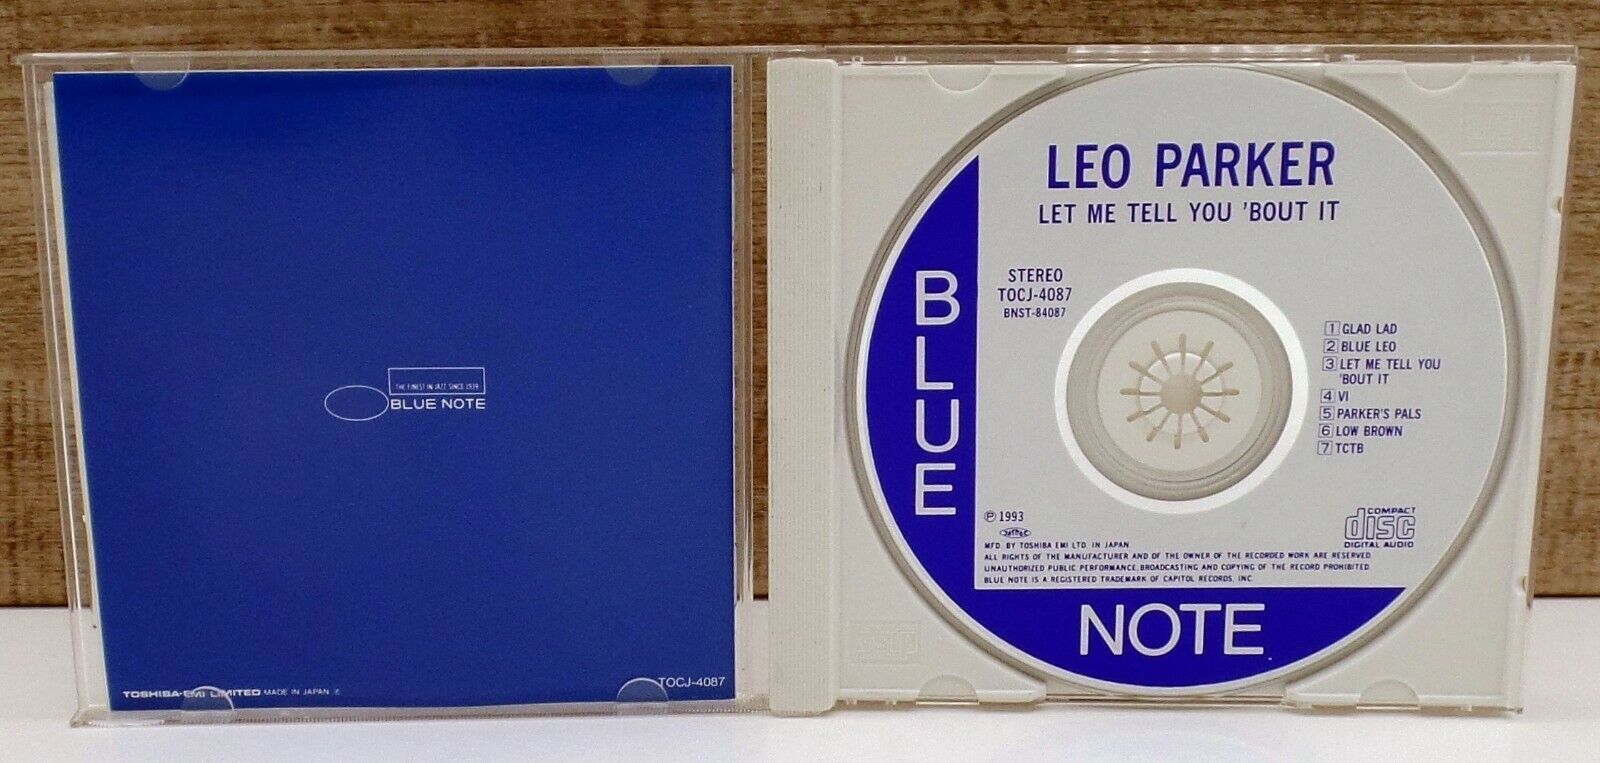 THE FINEST IN JAZZ SINCE 1939
BLUE NOTE
TOSHIBA-EMI LIMITED MADE IN JAPAN
TOCJ-4087
LEO PARKER
LET ME TELL YOU 'BOUT IT
BLUE
STEREO
TOCJ-4087
BNST-84087
1 GLAD LAD
2 BLUE LEO
3 LET ME TELL YOU
'BOUT IT
4 VI
5 PARKER'S PALS
6 LOW BROWN
7 TCTB
℗ 1993
COMPACT
disc
DIGITAL AUDIO
MFD. BY TOSHIBA EMI LTD. IN JAPAN
ALL RIGHTS OF THE MANUFACTURER AND OF THE OWNER OF THE RECORDED WORK ARE RESERVED
UNAUTHORIZED PUBLIC PERFORMANCE, BROADCASTING AND COPYING OF THE RECORD PROHIBITED.
BLUE NOTE IS A REGISTERED TRADEMARK OF CAPITOL RECORDS, INC.
NOTE